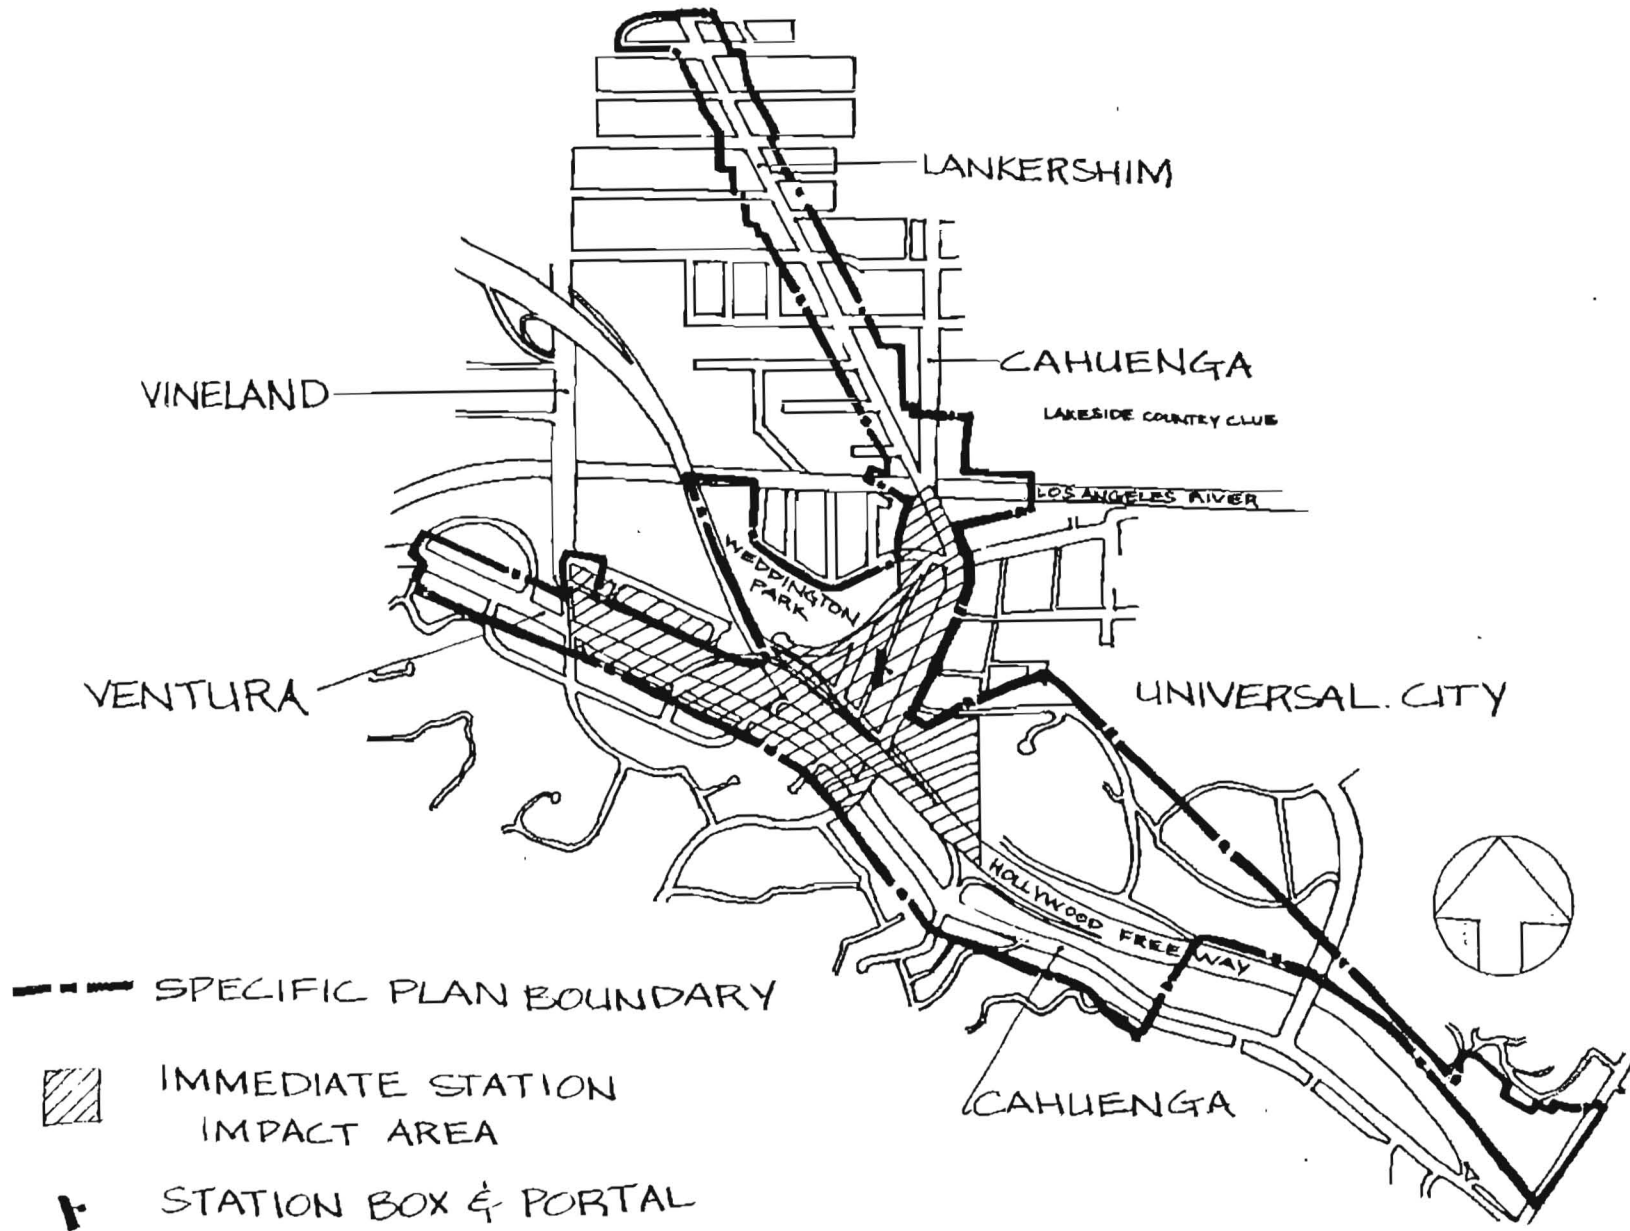 LANKERSHIM
CAHUENGA
VINELAND
LAKESIDE COUNTRY CLUB
LOS ANGELES RIVER
WEDDINGTON
PARK
VENTURA
UNIVERSAL. CITY
HOLLYWOOD FREEWAY
SPECIFIC PLAN BOUNDARY
IMMEDIATE STATION
IMPACT AREA
CAHUENGA
STATION BOX & PORTAL